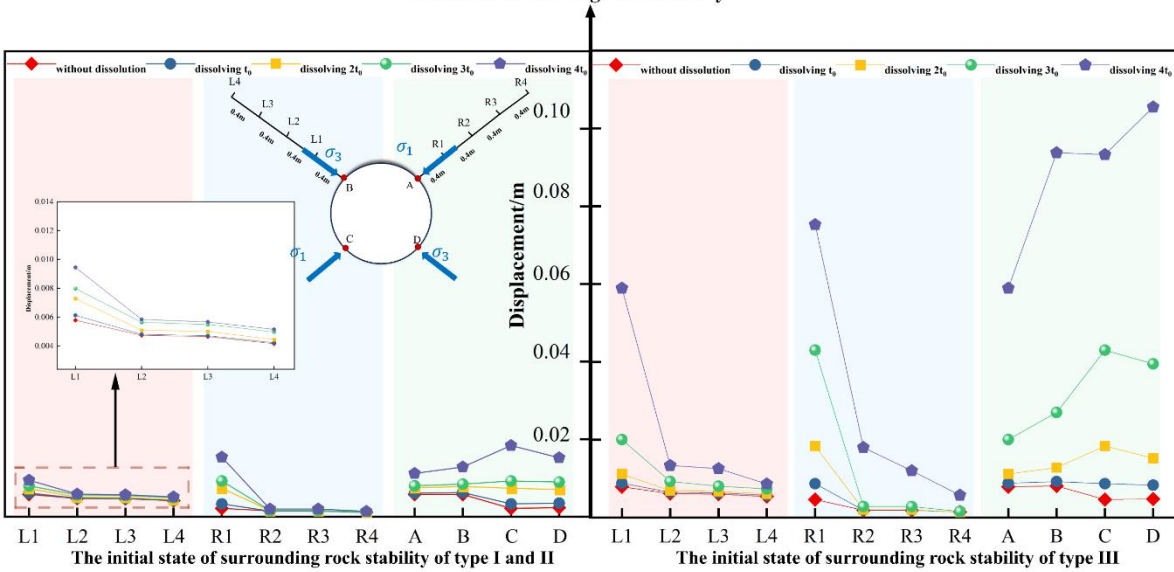 without dissolution dissolving t₀ dissolving 2t₀ dissolving 3t₀ dissolving 4t₀
without dissolution dissolving t₀ dissolving 2t₀ dissolving 3t₀ dissolving 4t₀
L4
L3
L2
L1
0.4m
0.4m
0.4m
0.4m
R4
R3
R2
R1
0.4m
0.4m
0.4m
0.4m
σ3
σ1
B
A
C
D
σ1
σ3
0.014
0.012
0.010
0.008
0.006
0.004
Displacement/m
L1 L2 L3 L4
Displacement/m
0.10
0.08
0.06
0.04
0.02
L1 L2 L3 L4 R1 R2 R3 R4 A B C D
The initial state of surrounding rock stability of type I and II
L1 L2 L3 L4 R1 R2 R3 R4 A B C D
The initial state of surrounding rock stability of type III